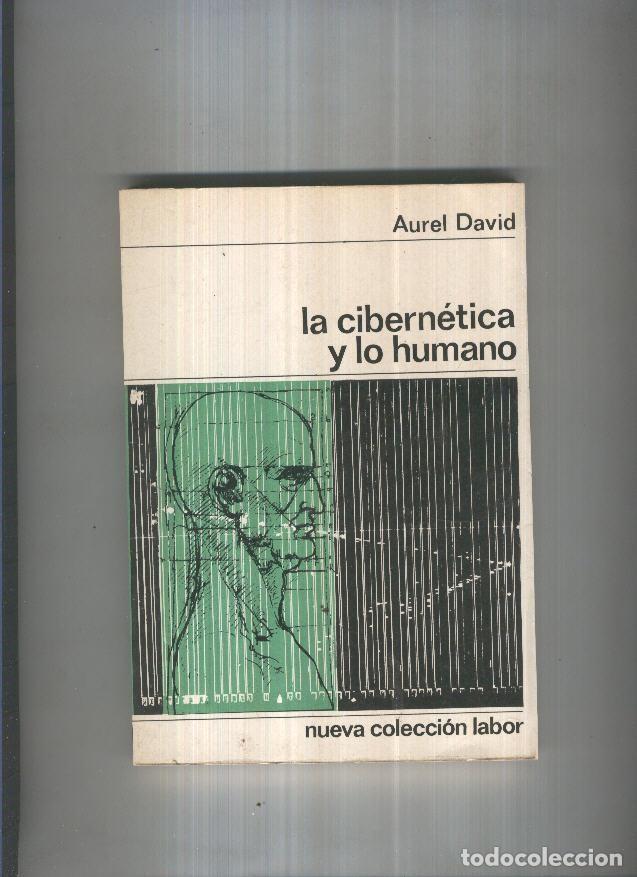 Aurel David
la cibernética
y lo humano
nueva colección labor
todocoleccion